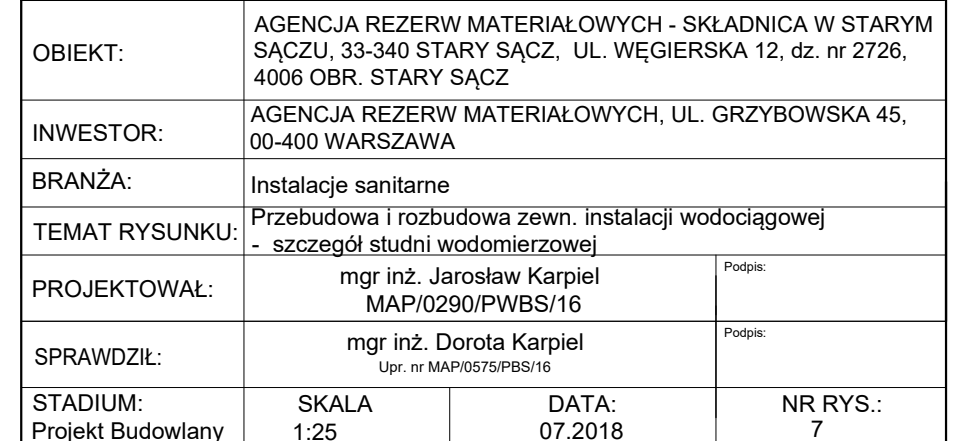 OBIEKT:
AGENCJA REZERW MATERIAŁOWYCH - SKŁADNICA W STARYM
SĄCZU, 33-340 STARY SĄCZ, UL. WĘGIERSKA 12, dz. nr 2726,
4006 OBR. STARY SĄCZ
INWESTOR:
AGENCJA REZERW MATERIAŁOWYCH, UL. GRZYBOWSKA 45,
00-400 WARSZAWA
BRANŻA:
Instalacje sanitarne
TEMAT RYSUNKU:
Przebudowa i rozbudowa zewn. instalacji wodociągowej
- szczegół studni wodomierzowej
PROJEKTOWAŁ:
mgr inż. Jarosław Karpiel
MAP/0290/PWBS/16
Podpis:
SPRAWDZIŁ:
mgr inż. Dorota Karpiel
Upr. nr MAP/0575/PBS/16
Podpis:
STADIUM:
Projekt Budowlany
SKALA
1:25
DATA:
07.2018
NR RYS.:
7